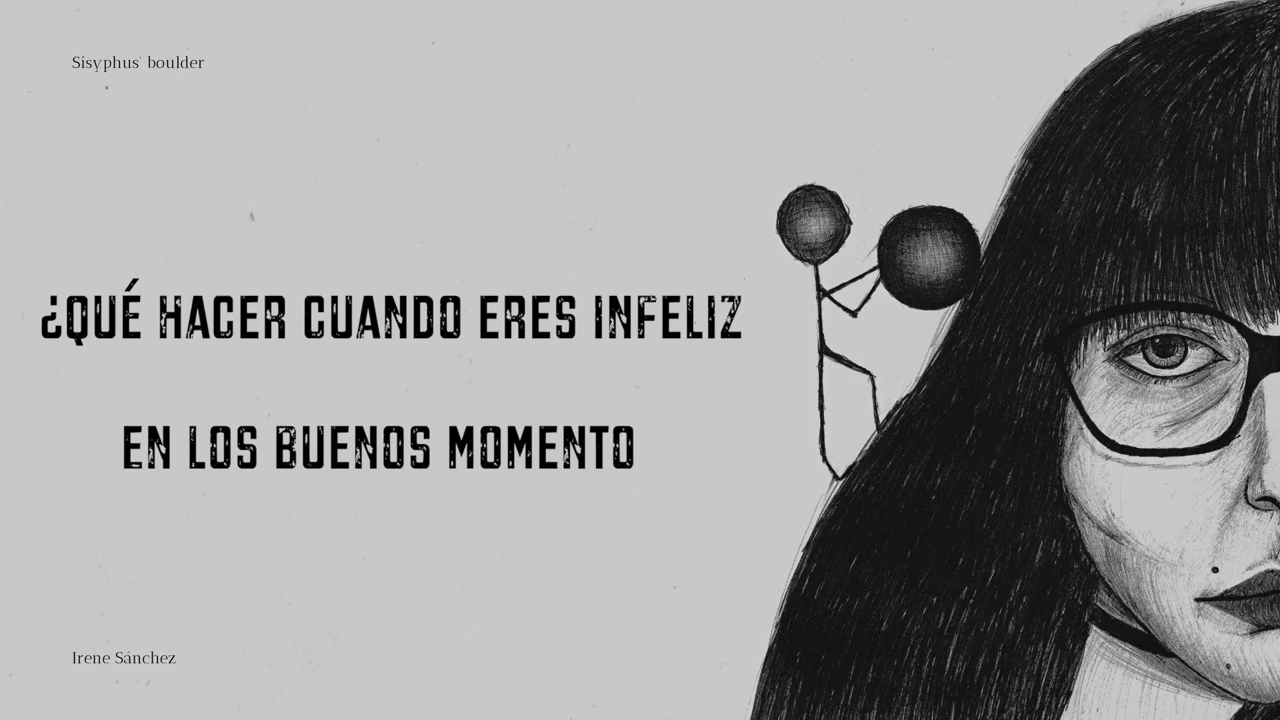 Sisyphus' boulder
¿QUÉ HACER CUANDO ERES INFELIZ
EN LOS BUENOS MOMENTO
Irene Sánchez